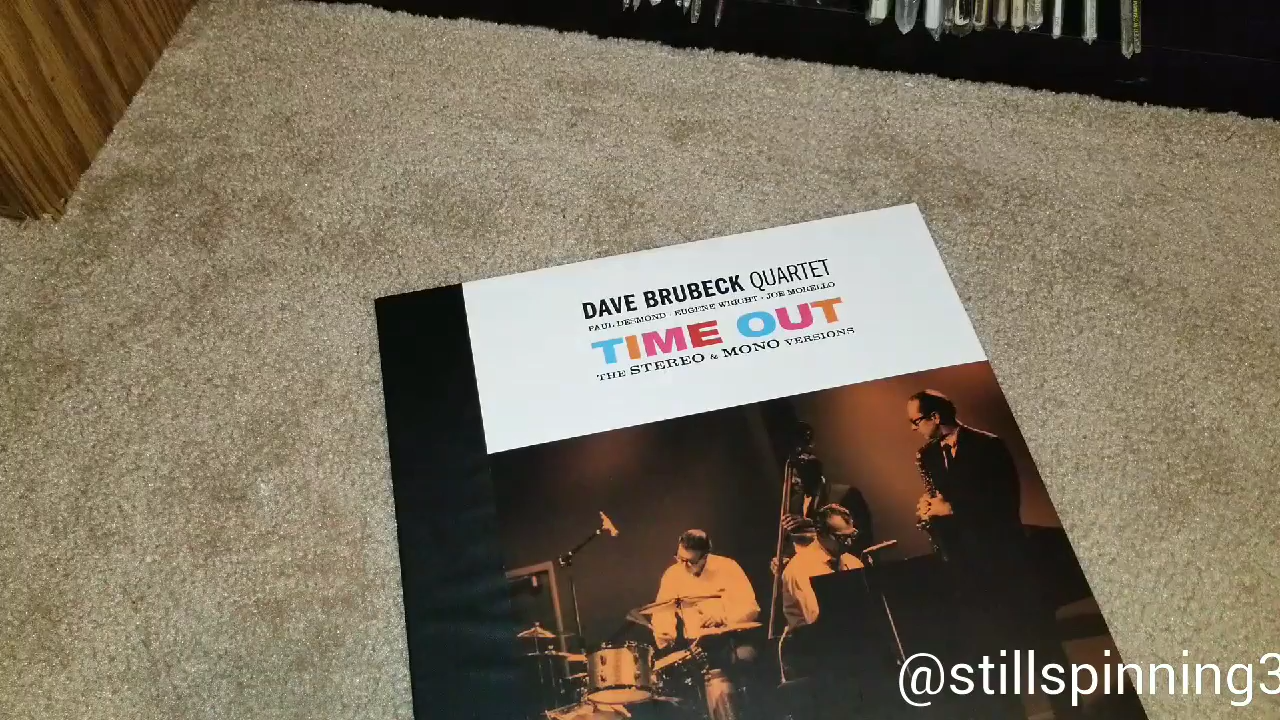 DAVE BRUBECK QUARTET
PAUL DESMOND · EUGENE WRIGHT · JOE MORELLO
TIME OUT
THE STEREO & MONO VERSIONS
@stillspinning3